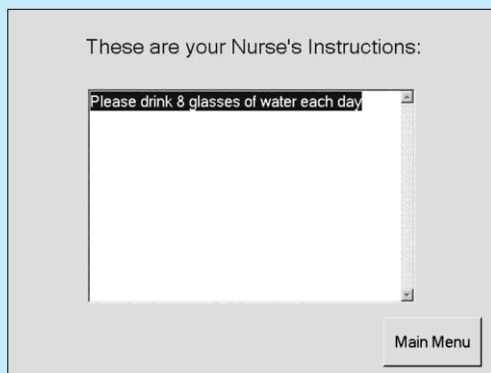 These are your Nurse's Instructions:
Please drink 8 glasses of water each day
Main Menu